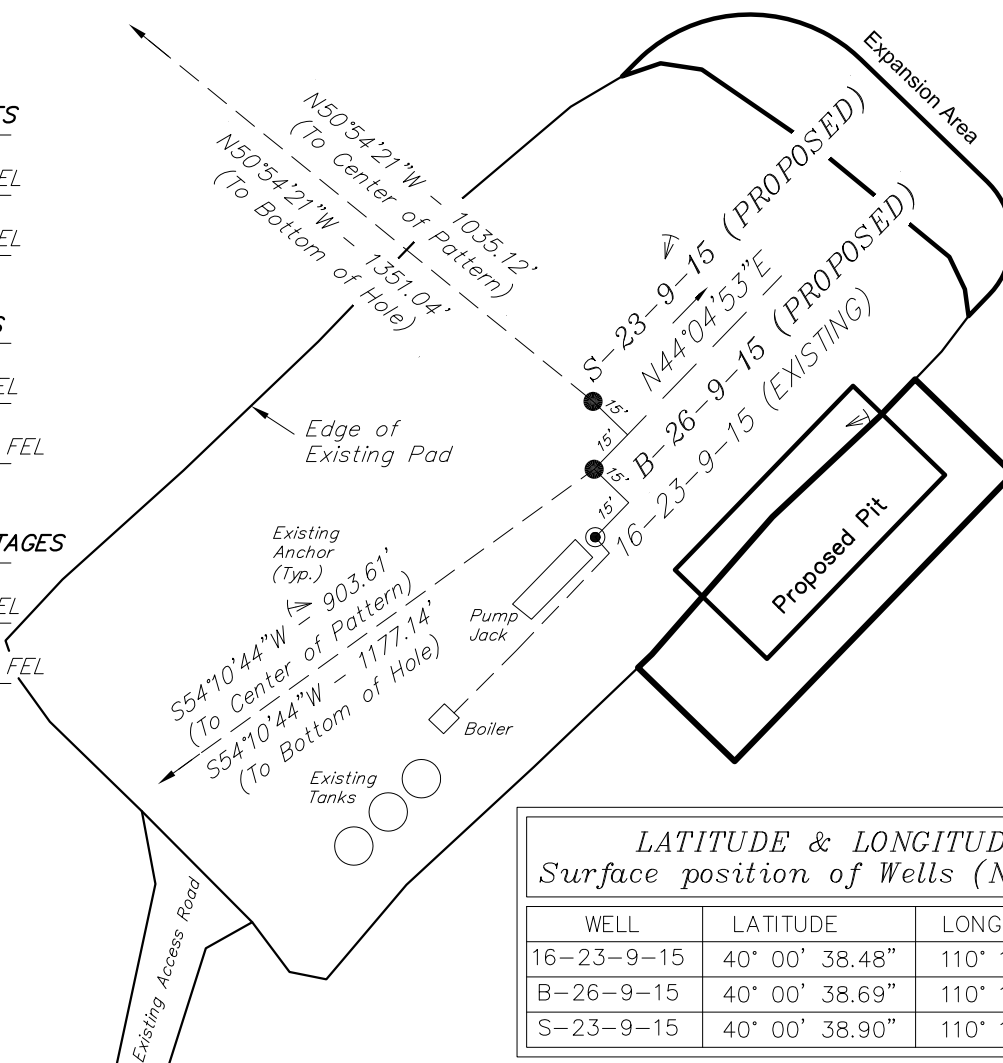 TS
EL
EL
S
EL
FEL
TAGES
EL
FEL
Expansion Area
N50°54'21"W - 1035.12'
(To Center of Pattern)
N50°54'21"W - 1351.04'
(To Bottom of Hole)
S-23-9-15 (PROPOSED)
N44°04'53"E
B-26-9-15 (PROPOSED)
16-23-9-15 (EXISTING)
15'
15'
15'
15'
Edge of
Existing Pad
Existing
Anchor
(Typ.)
S54°10'44"W - 903.61'
(To Center of Pattern)
S54°10'44"W - 1177.14'
(To Bottom of Hole)
Pump
Jack
Proposed Pit
Boiler
Existing
Tanks
Existing Access Road
LATITUDE & LONGITUD
Surface position of Wells (N
WELL LATITUDE LONG
16-23-9-15 40° 00' 38.48" 110° 1
B-26-9-15 40° 00' 38.69" 110° 1
S-23-9-15 40° 00' 38.90" 110° 1